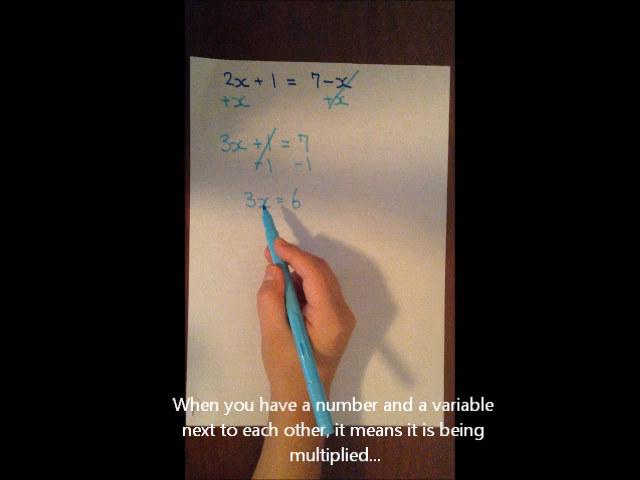 2x + 1 = 7 - x
+x +x
3x + 1 = 7
-1 -1
3x = 6
When you have a number and a variable
next to each other, it means it is being
multiplied...